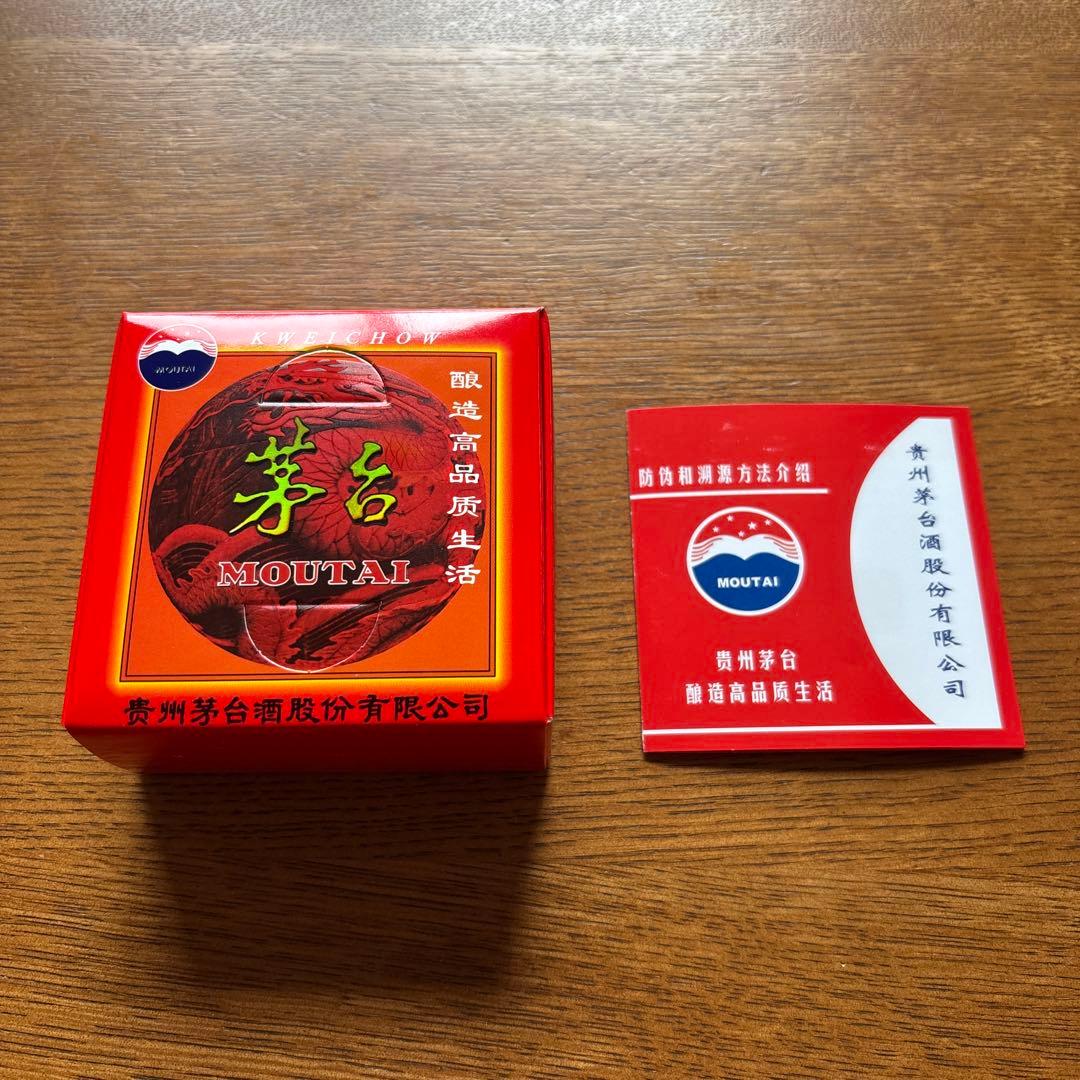 KWEICHOW
MOUTAI
酿造高品质生活
茅台
MOUTAI
贵州茅台酒股份有限公司
防伪和溯源方法介绍
MOUTAI
贵州茅台
酿造高品质生活
贵州茅台酒股份有限公司